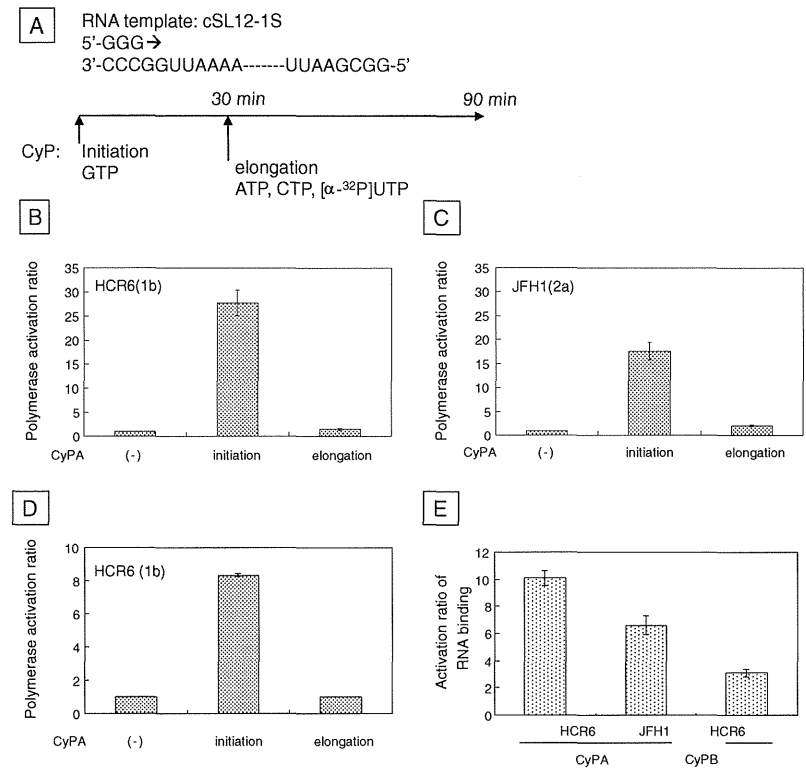 A
RNA template: cSL12-1S
5'-GGG→
3'-CCCGGUUAAAA-------UUAAGCGG-5'
30 min
90 min
CyP:
Initiation
GTP
elongation
ATP, CTP, [α-³²P]UTP
B
Polymerase activation ratio
35
30
25
20
15
10
5
0
HCR6(1b)
CyPA (-) initiation elongation
C
Polymerase activation ratio
35
30
25
20
15
10
5
0
JFH1(2a)
CyPA (-) initiation elongation
D
Polymerase activation ratio
10
8
6
4
2
0
HCR6 (1b)
CyPA (-) initiation elongation
E
Activation ratio of
RNA binding
12
10
8
6
4
2
0
HCR6 JFH1 HCR6
CyPA CyPB